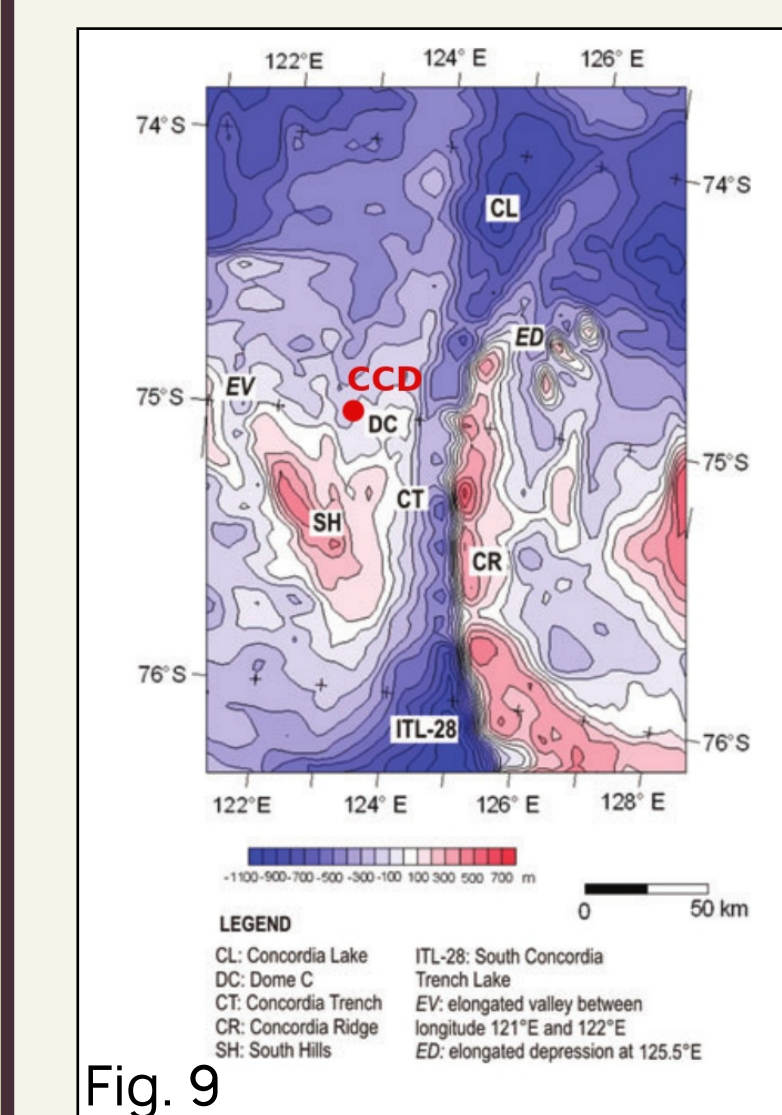 122°E 124° E 126° E
74°S
74°S
CL
ED
CCD
EV
75°S
DC
75°S
CT
SH
CR
76°S
ITL-28
76°S
122°E 124° E 126° E 128° E
-1100-900-700 -500 -300-100 100 300 500 700 m
0 50 km
LEGEND
CL: Concordia Lake
DC: Dome C
CT: Concordia Trench
CR: Concordia Ridge
SH: South Hills
ITL-28: South Concordia
Trench Lake
EV: elongated valley between
longitude 121°E and 122°E
ED: elongated depression at 125.5°E
Fig. 9